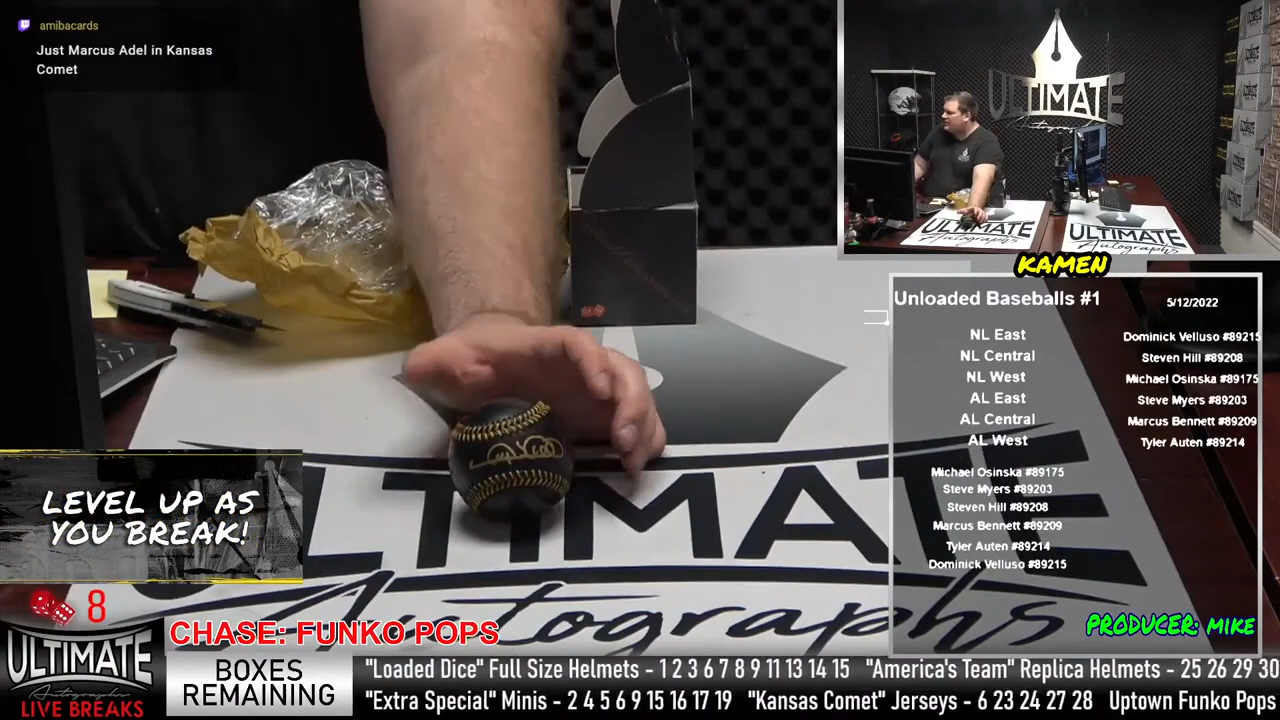 amibacards
Just Marcus Adel in Kansas
Comet
ULTIMATE
ULTIMATE
Autographs
ULTIMATE
Autographs
KAMEN
Unloaded Baseballs #1
5/12/2022
NL East
Dominick Velluso #89215
NL Central
Steven Hill #89208
NL West
Michael Osinska #89175
AL East
Steve Myers #89203
AL Central
Marcus Bennett #89209
AL West
Tyler Auten #89214
Michael Osinska #89175
Steve Myers #89203
Steven Hill #89208
Marcus Bennett #89209
Tyler Auten #89214
Dominick Velluso #89215
PRODUCER: MIKE
LEVEL UP AS
YOU BREAK!
ULTIMATE
Autographs
8
CHASE: FUNKO POPS
ULTIMATE
Autographs
LIVE BREAKS
BOXES
REMAINING
"Loaded Dice" Full Size Helmets - 1 2 3 6 7 8 9 11 13 14 15 "America's Team" Replica Helmets - 25 26 29 30
"Extra Special" Minis - 2 4 5 6 9 15 16 17 19 "Kansas Comet" Jerseys - 6 23 24 27 28 Uptown Funko Pops